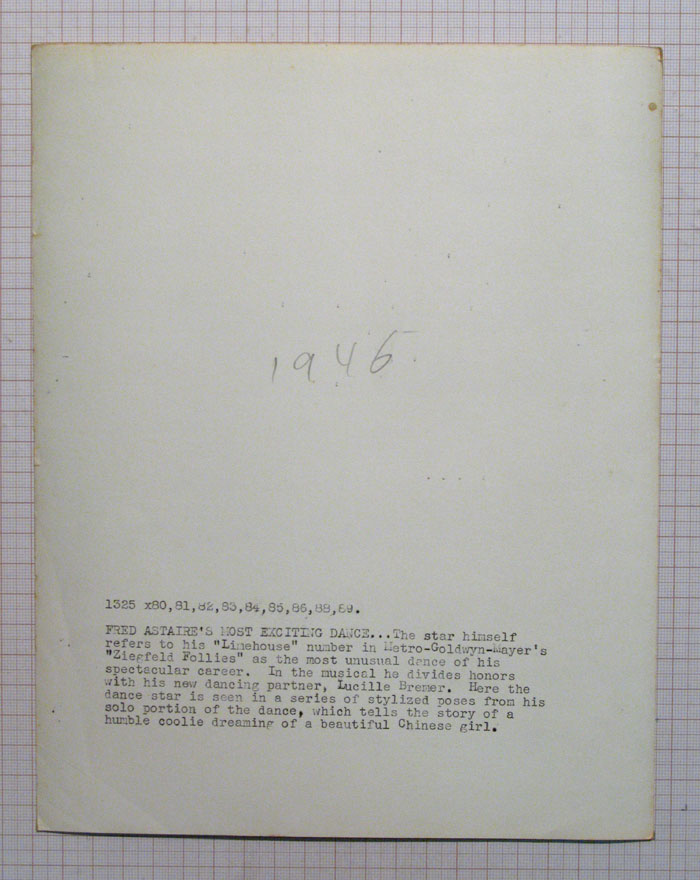 1945
1325 x80,81,82,83,84,85,86,88,89.
FRED ASTAIRE'S MOST EXCITING DANCE...The star himself
refers to his "Limehouse" number in Metro-Goldwyn-Mayer's
"Ziegfeld Follies" as the most unusual dance of his
spectacular career. In the musical he divides honors
with his new dancing partner, Lucille Bremer. Here the
dance star is seen in a series of stylized poses from his
solo portion of the dance, which tells the story of a
humble coolie dreaming of a beautiful Chinese girl.